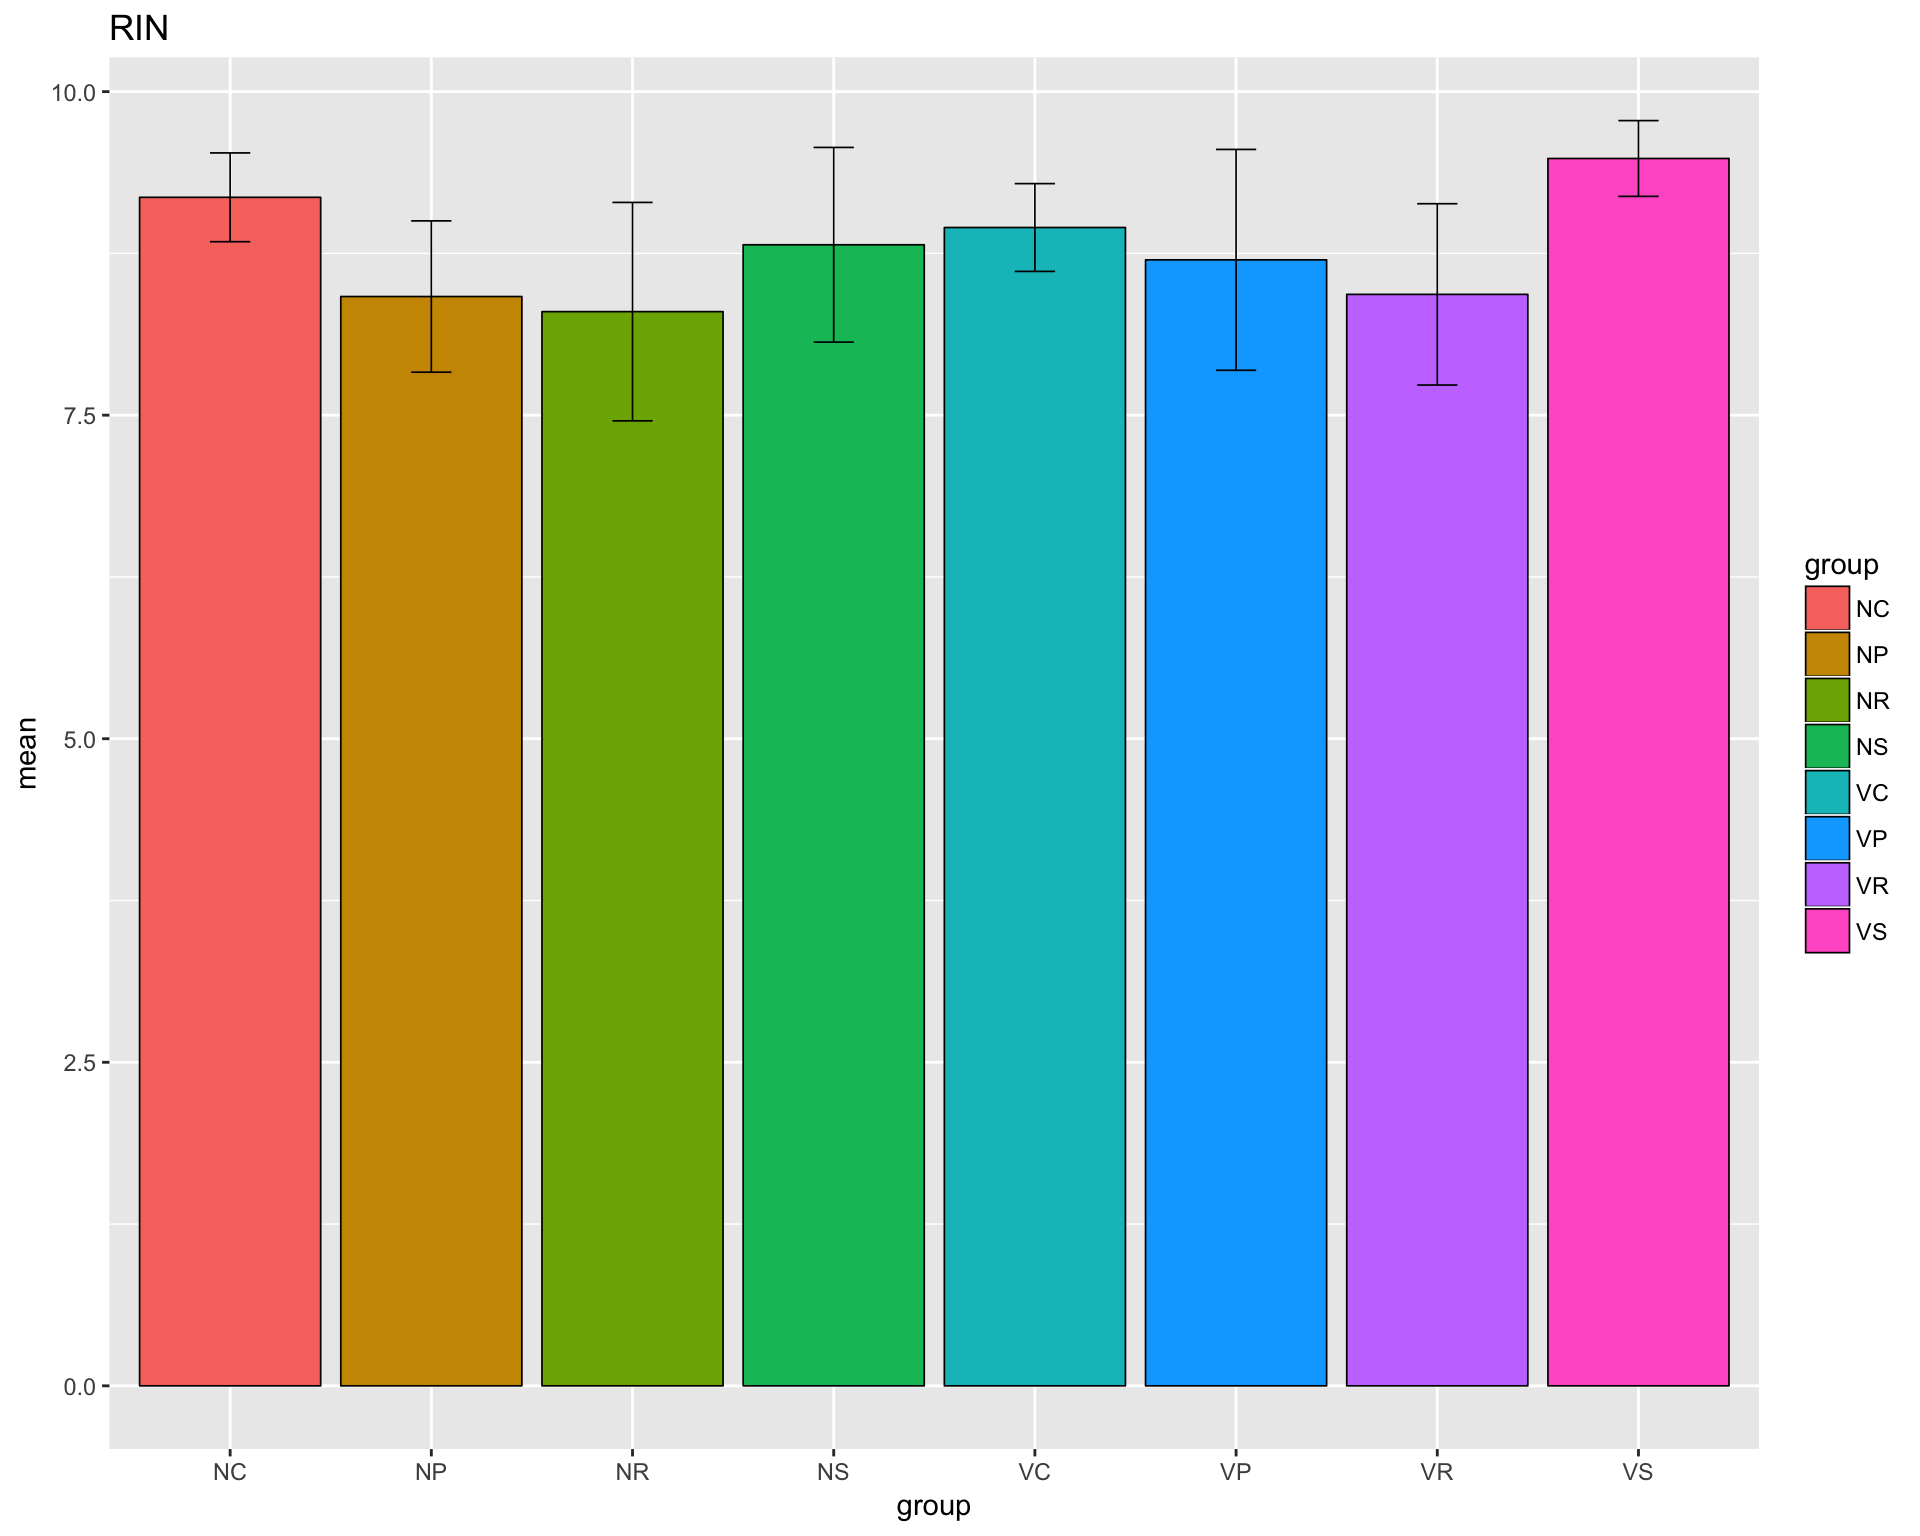 RIN
10.0
7.5
5.0
2.5
0.0
mean
NC NP NR NS VC VP VR VS
group
group
NC
NP
NR
NS
VC
VP
VR
VS